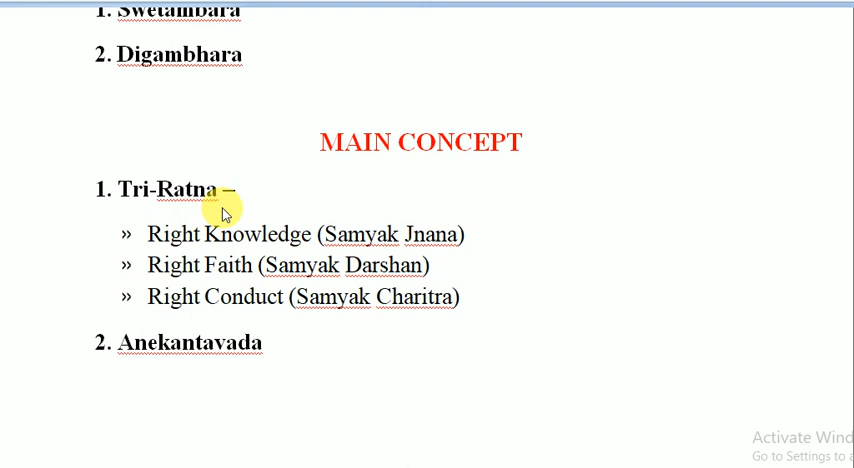 1. Swetambara
2. Digambhara
MAIN CONCEPT
1. Tri-Ratna –
» Right Knowledge (Samyak Jnana)
» Right Faith (Samyak Darshan)
» Right Conduct (Samyak Charitra)
2. Anekantavada
Activate Wind
Go to Settings to a